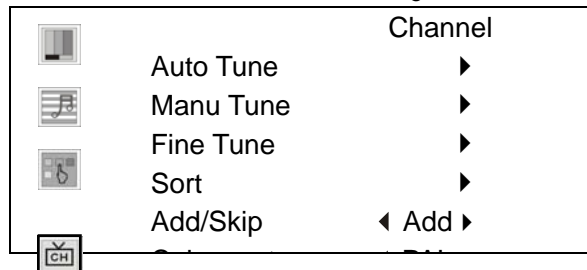 Channel
Auto Tune ▶
Manu Tune ▶
Fine Tune ▶
Sort ▶
Add/Skip ◀ Add ▶
CH